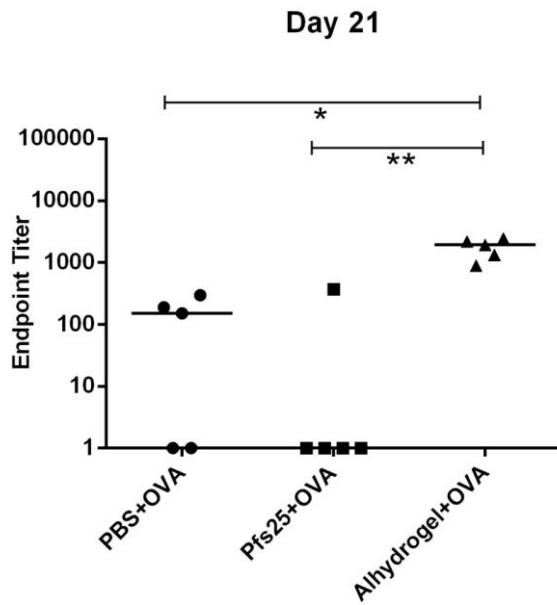 Day 21
*
**
Endpoint Titer
100000
10000
1000
100
10
1
PBS+OVA
Pfs25+OVA
Alhydrogel+OVA